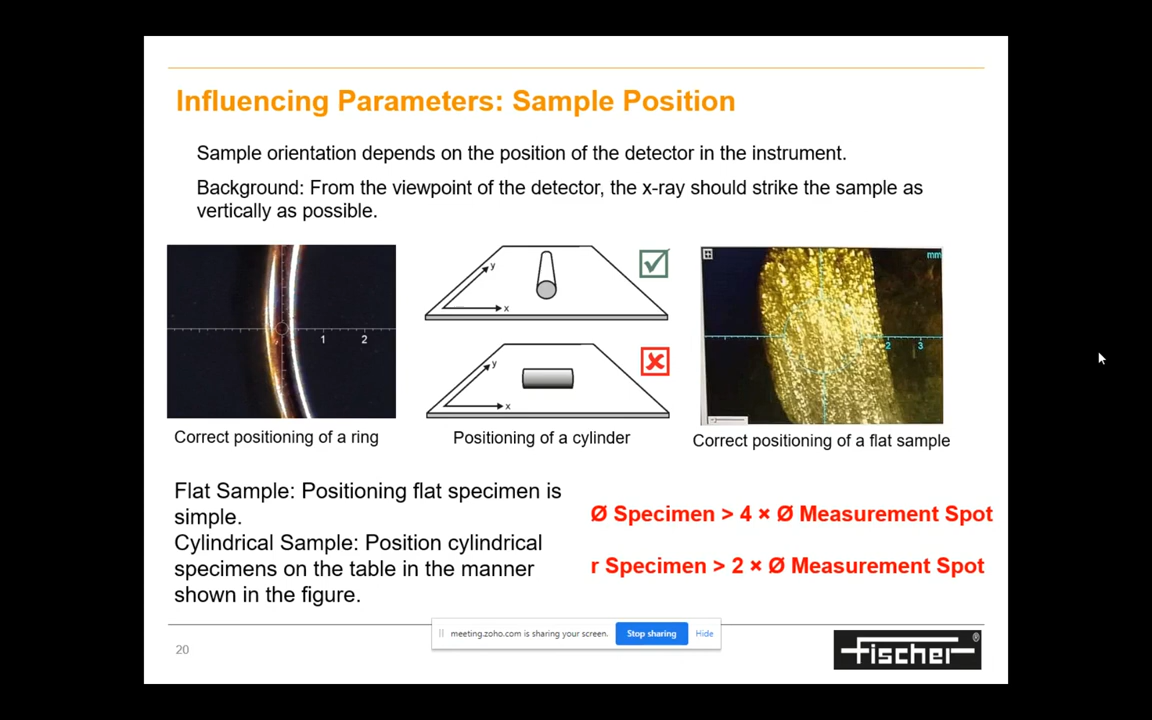 Influencing Parameters: Sample Position
Sample orientation depends on the position of the detector in the instrument.
Background: From the viewpoint of the detector, the x-ray should strike the sample as
vertically as possible.
1 2
y
x
y
x
mm
2 3
Correct positioning of a ring
Positioning of a cylinder
Correct positioning of a flat sample
Flat Sample: Positioning flat specimen is
simple.
Cylindrical Sample: Position cylindrical
specimens on the table in the manner
shown in the figure.
Ø Specimen > 4 × Ø Measurement Spot
r Specimen > 2 × Ø Measurement Spot
meeting.zoho.com is sharing your screen. Stop sharing Hide
20
fischer®